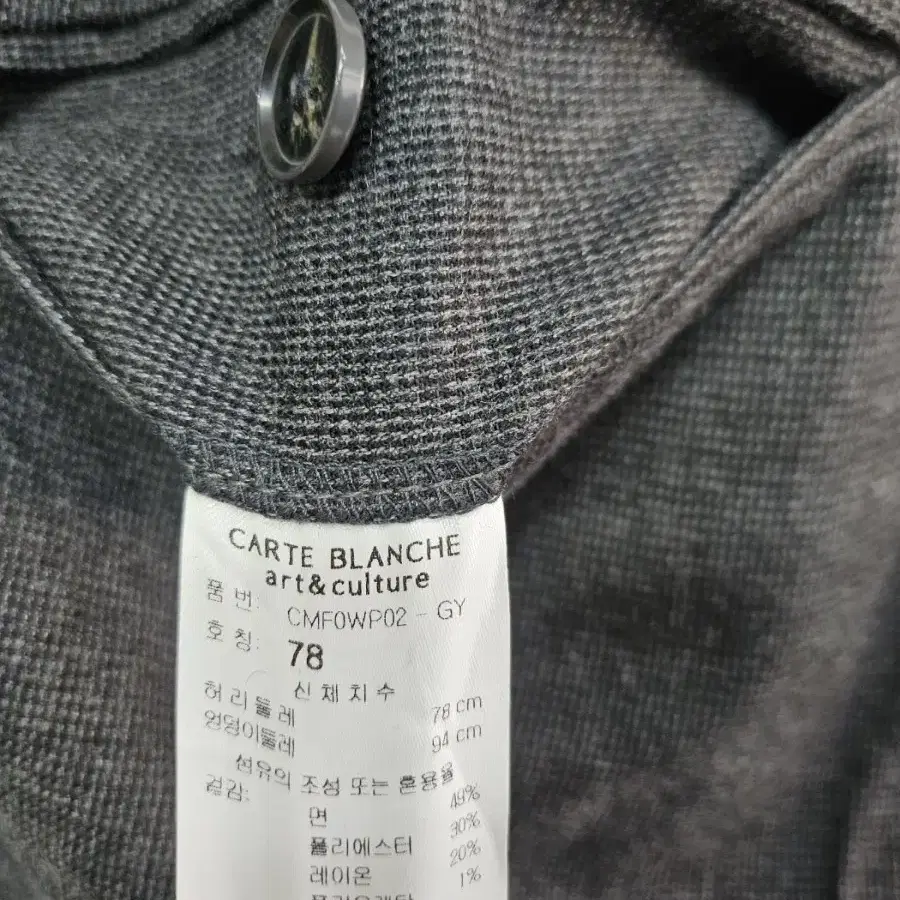 CARTE BLANCHE
art&culture
품 번: CMF0WP02 - GY
호 칭: 78
신 체 치 수
허리둘레 78 cm
엉덩이둘레 94 cm
섬유의 조성 또는 혼용율
겉감: 49%
면 30%
폴리에스터 20%
레이온 1%